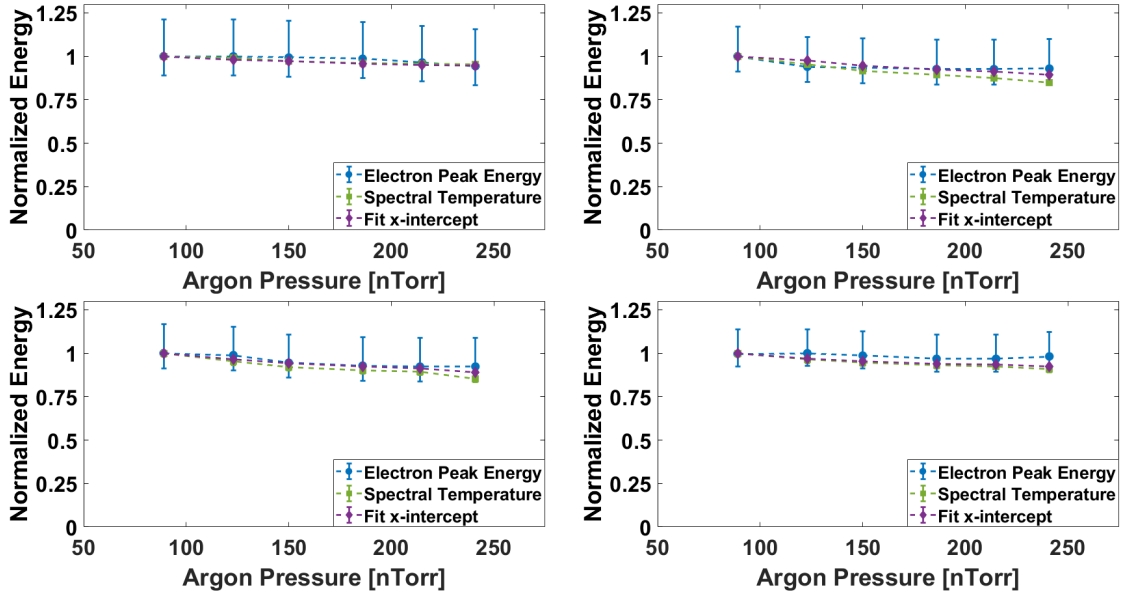 1.25
1
0.75
0.5
0.25
0
Normalized Energy
50
100
150
200
250
Argon Pressure [nTorr]
Electron Peak Energy
Spectral Temperature
Fit x-intercept
1.25
1
0.75
0.5
0.25
0
Normalized Energy
50
100
150
200
250
Argon Pressure [nTorr]
Electron Peak Energy
Spectral Temperature
Fit x-intercept
1.25
1
0.75
0.5
0.25
0
Normalized Energy
50
100
150
200
250
Argon Pressure [nTorr]
Electron Peak Energy
Spectral Temperature
Fit x-intercept
1.25
1
0.75
0.5
0.25
0
Normalized Energy
50
100
150
200
250
Argon Pressure [nTorr]
Electron Peak Energy
Spectral Temperature
Fit x-intercept